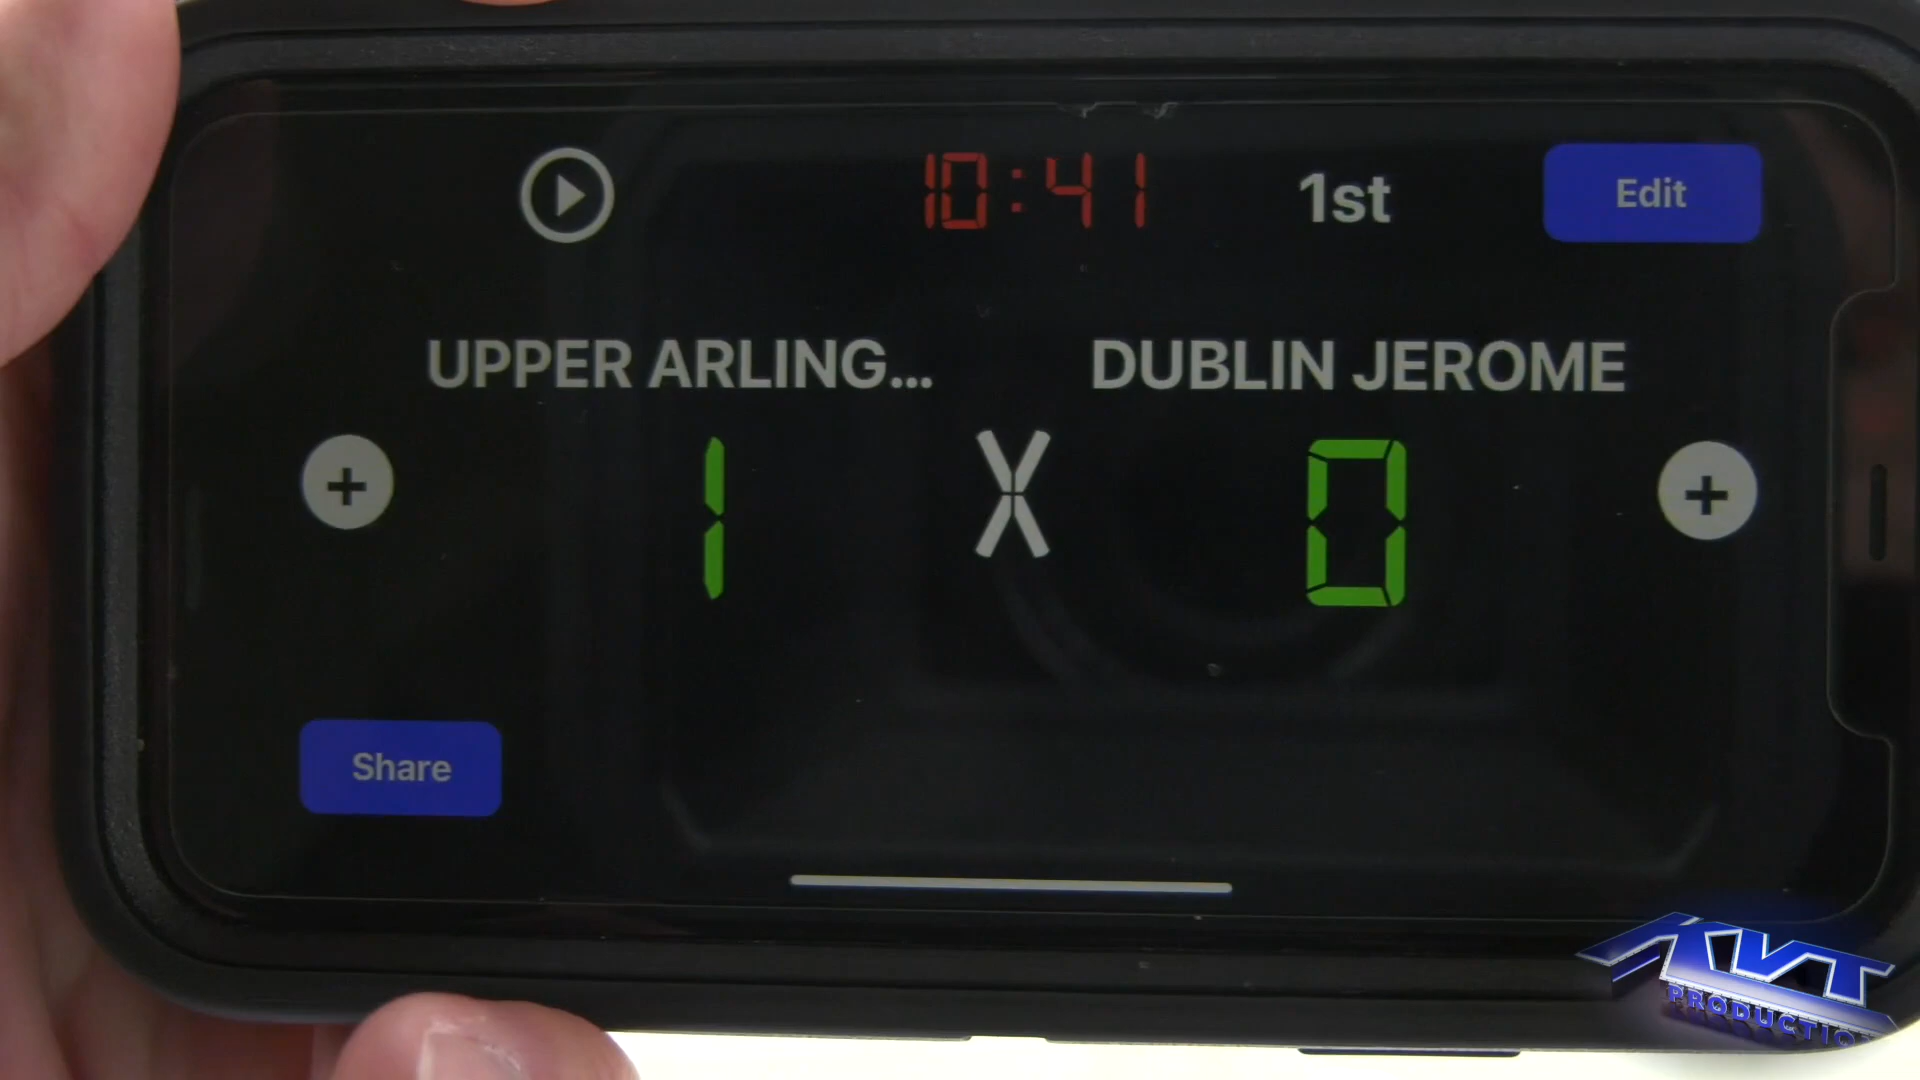 10:41 1st Edit
UPPER ARLING... DUBLIN JEROME
+ 1 X 0 +
Share
PRODUCTIO